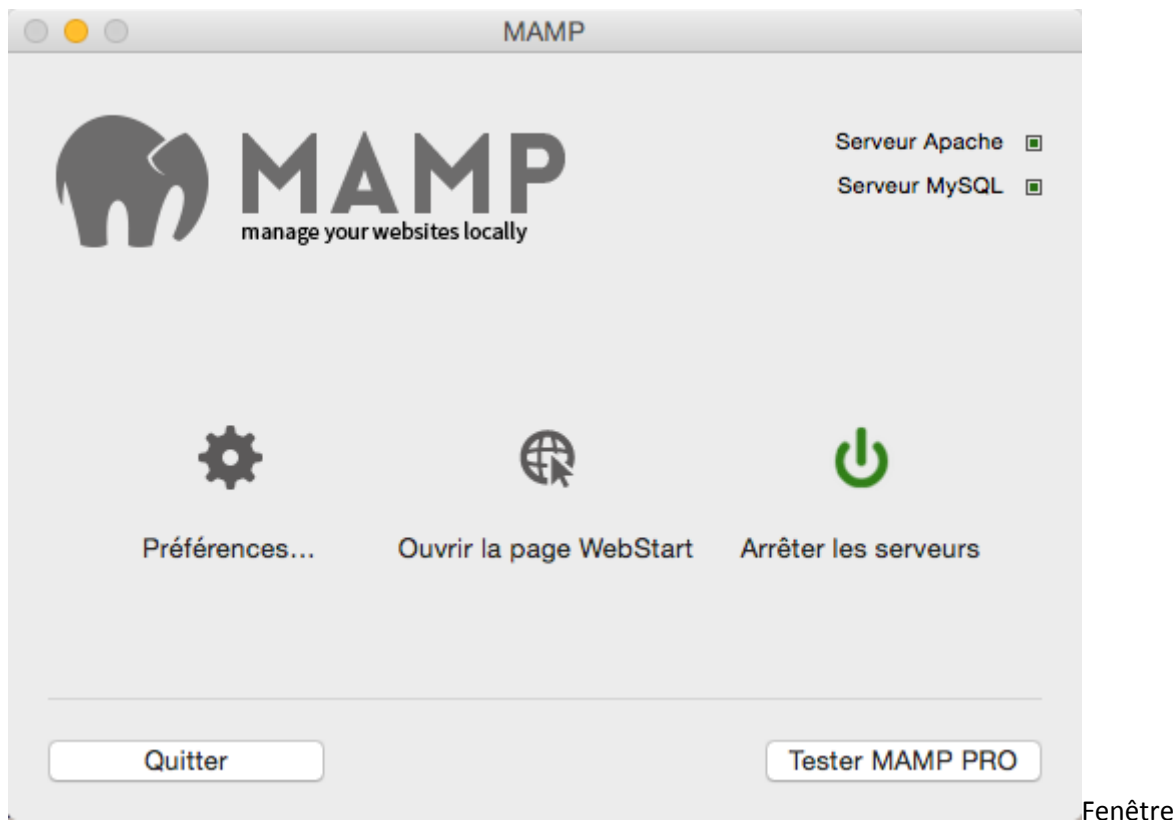 MAMP
MAMP
manage your websites locally
Serveur Apache
Serveur MySQL
Préférences...
Ouvrir la page WebStart
Arrêter les serveurs
Quitter
Tester MAMP PRO
Fenêtre